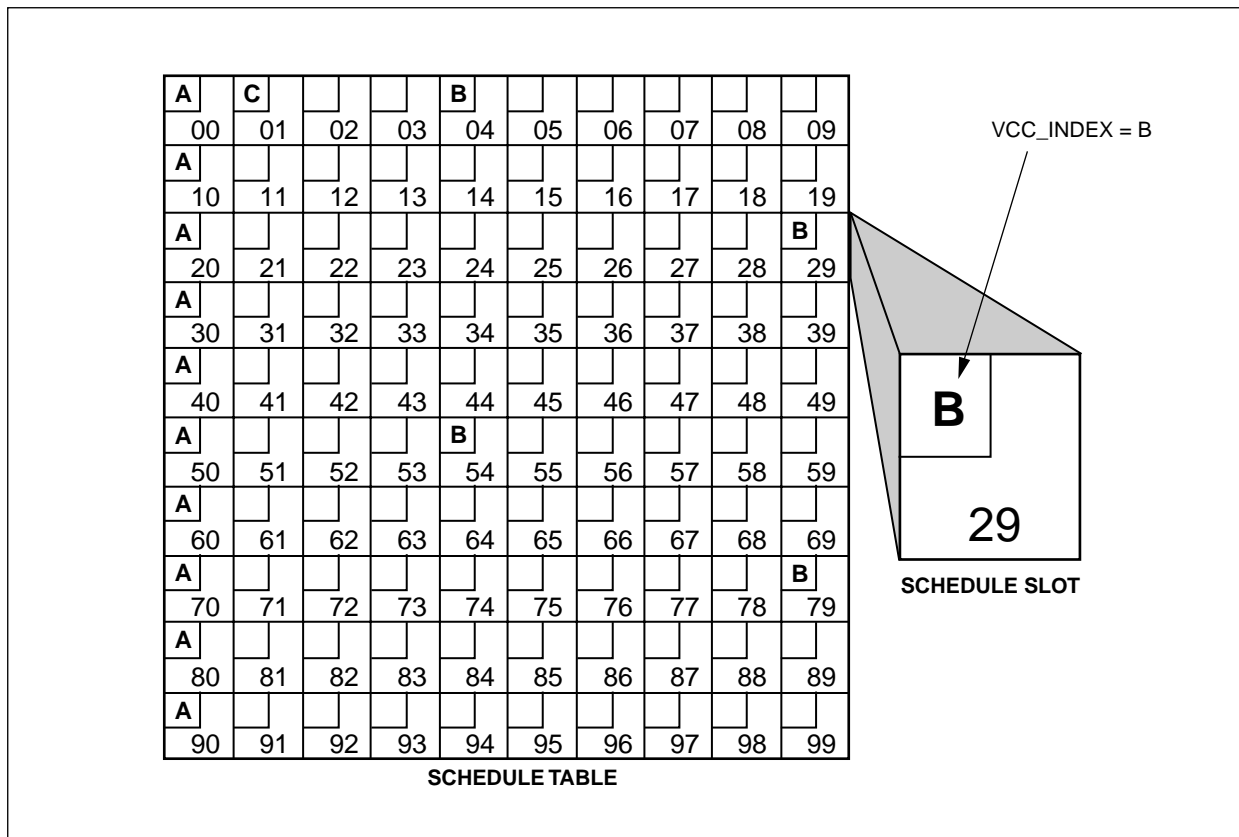 A C B
00 01 02 03 04 05 06 07 08 09
VCC_INDEX = B
A
10 11 12 13 14 15 16 17 18 19
A B
20 21 22 23 24 25 26 27 28 29
A
30 31 32 33 34 35 36 37 38 39
A
40 41 42 43 44 45 46 47 48 49
B
A B
50 51 52 53 54 55 56 57 58 59
A
60 61 62 63 64 65 66 67 68 69
29
A B
70 71 72 73 74 75 76 77 78 79
SCHEDULE SLOT
A
80 81 82 83 84 85 86 87 88 89
A
90 91 92 93 94 95 96 97 98 99
SCHEDULE TABLE